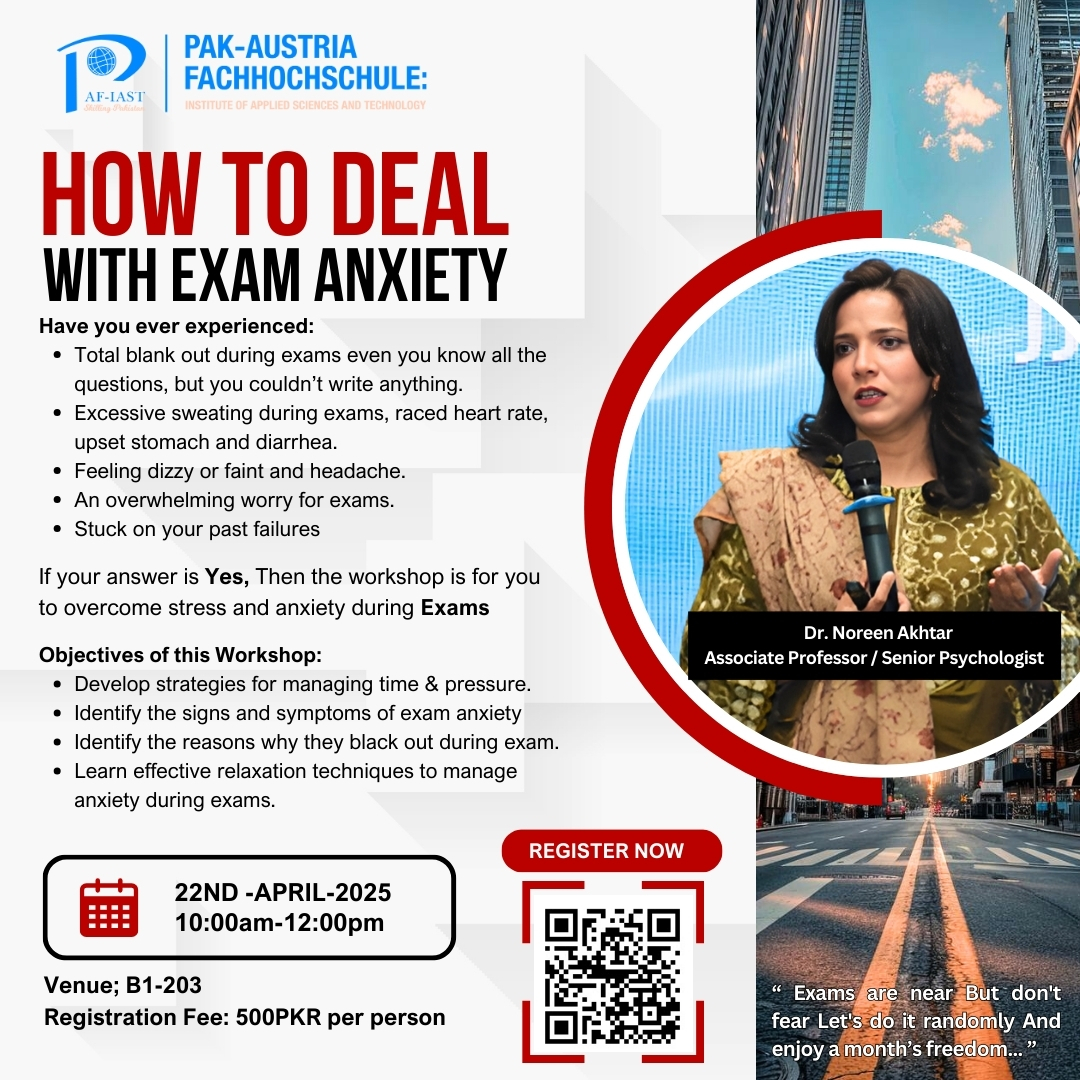 PAK-AUSTRIA
FACHHOCHSCHULE:
INSTITUTE OF APPLIED SCIENCES AND TECHNOLOGY
AF-IAST
Skilling Pakistan
HOW TO DEAL
WITH EXAM ANXIETY
Have you ever experienced:
• Total blank out during exams even you know all the
questions, but you couldn’t write anything.
• Excessive sweating during exams, raced heart rate,
upset stomach and diarrhea.
• Feeling dizzy or faint and headache.
• An overwhelming worry for exams.
• Stuck on your past failures
If your answer is Yes, Then the workshop is for you
to overcome stress and anxiety during Exams
Objectives of this Workshop:
• Develop strategies for managing time & pressure.
• Identify the signs and symptoms of exam anxiety
• Identify the reasons why they black out during exam.
• Learn effective relaxation techniques to manage
anxiety during exams.
Dr. Noreen Akhtar
Associate Professor / Senior Psychologist
REGISTER NOW
22ND -APRIL-2025
10:00am-12:00pm
Venue; B1-203
Registration Fee: 500PKR per person
“ Exams are near But don't
fear Let's do it randomly And
enjoy a month’s freedom... ”